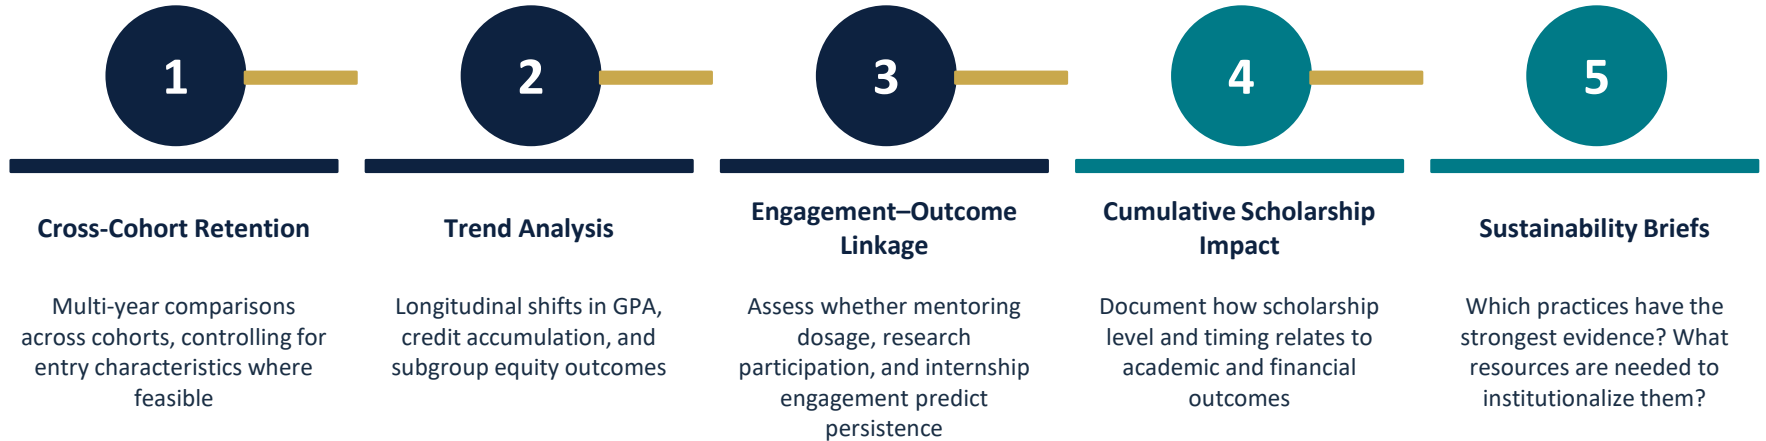 1
2
3
4
5
Cross-Cohort Retention
Multi-year comparisons
across cohorts, controlling for
entry characteristics where
feasible
Trend Analysis
Longitudinal shifts in GPA,
credit accumulation, and
subgroup equity outcomes
Engagement–Outcome
Linkage
Assess whether mentoring
dosage, research
participation, and internship
engagement predict
persistence
Cumulative Scholarship
Impact
Document how scholarship
level and timing relates to
academic and financial
outcomes
Sustainability Briefs
Which practices have the
strongest evidence? What
resources are needed to
institutionalize them?